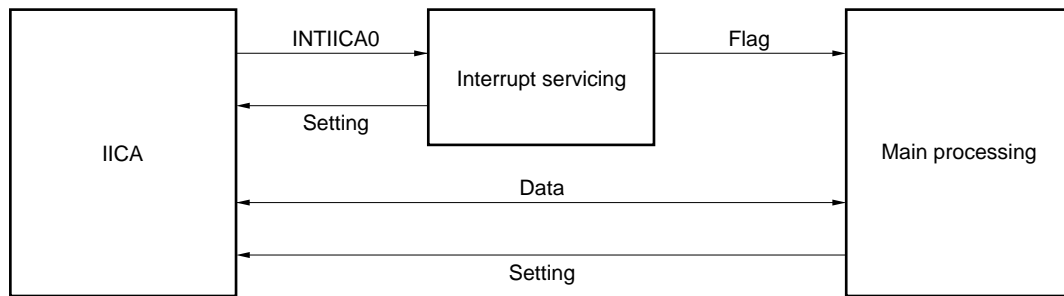 INTIICA0
Flag
Interrupt servicing
Setting
IICA
Main processing
Data
Setting